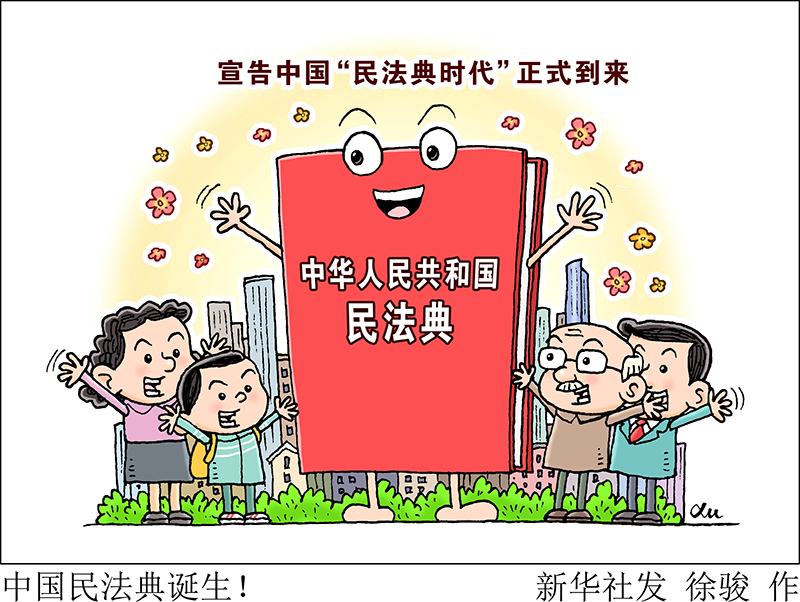 宣告中国“民法典时代”正式到来
中华人民共和国
民法典
中国民法典诞生！
新华社发 徐骏 作